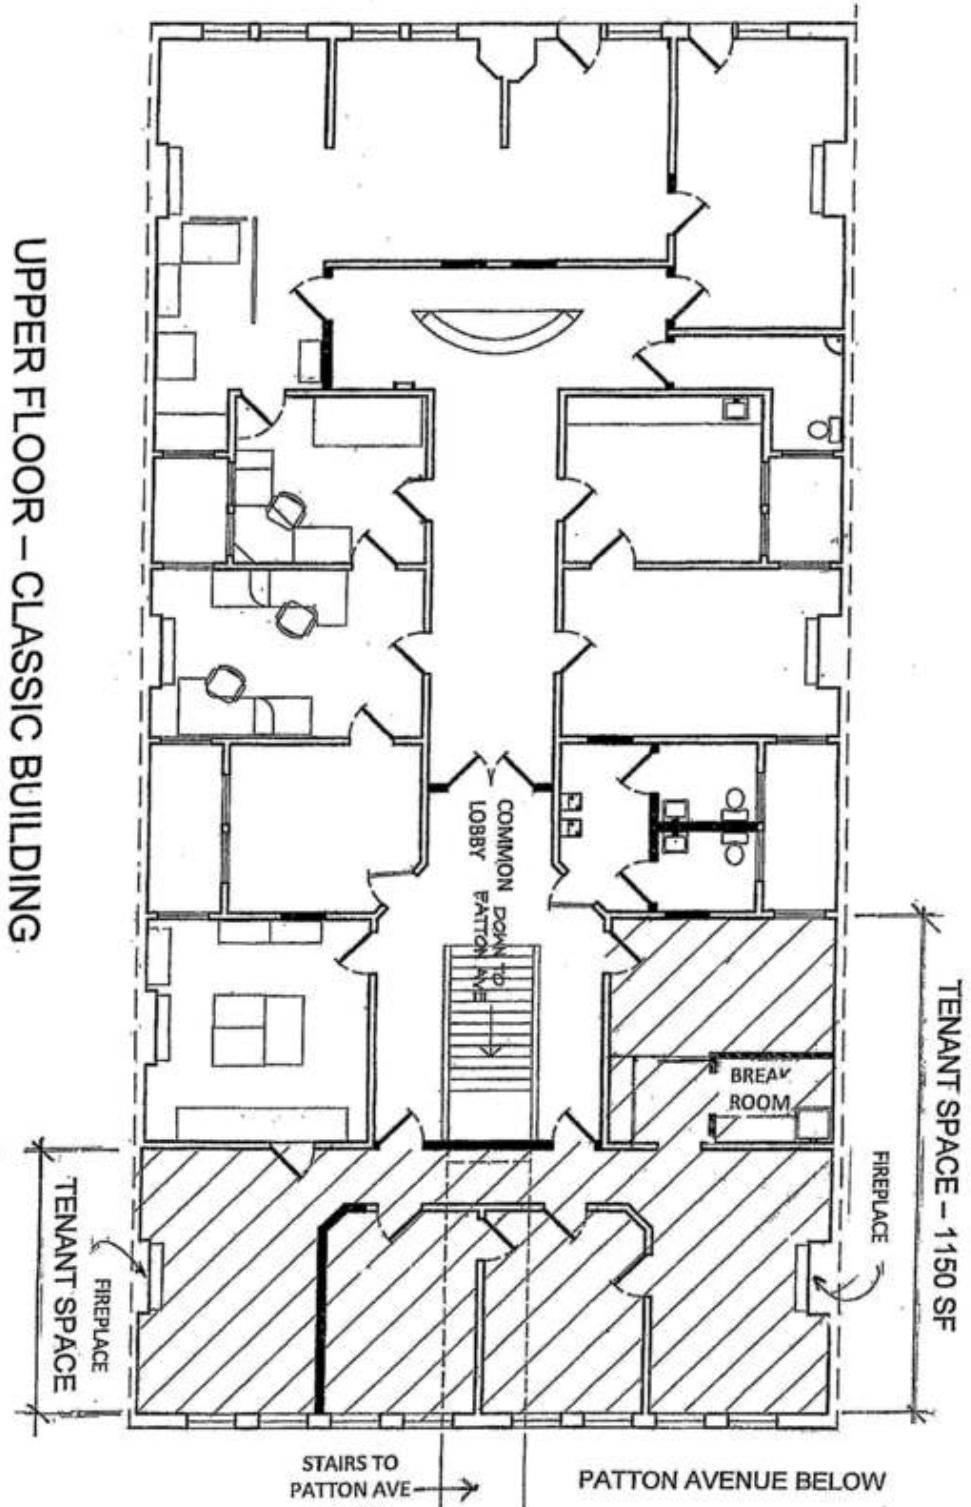 UPPER FLOOR – CLASSIC BUILDING
COMMON
LOBBY
DOWN TO
PATTON AVE
BREAK
ROOM
TENANT SPACE – 1150 SF
FIREPLACE
TENANT SPACE
FIREPLACE
STAIRS TO
PATTON AVE
PATTON AVENUE BELOW